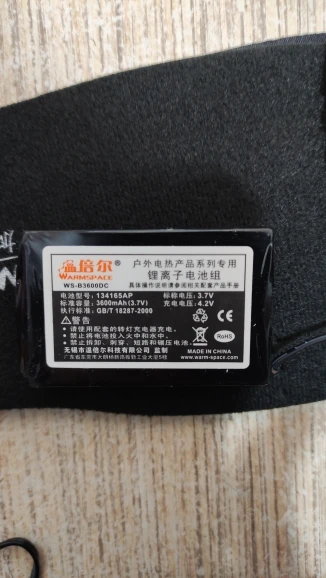 温倍尔
WARMSPACE
WS-B3600DC
户外电热产品系列专用
锂离子电池组
具体操作说明请参阅相关配套产品手册
电池型号: 134165AP
标称电压: 3.7V
标准容量: 3600mAh(3.7V)
充电电压: 4.2V
执行标准: GB/T 18287-2000
请使用配套的转灯充电器充电。
禁止将电池投入火中和水中。
禁止拆卸、刺穿、短路和碾压电池。
RoHS
无锡市温倍尔科技有限公司 监制
MADE IN CHINA
www.warm-space.com